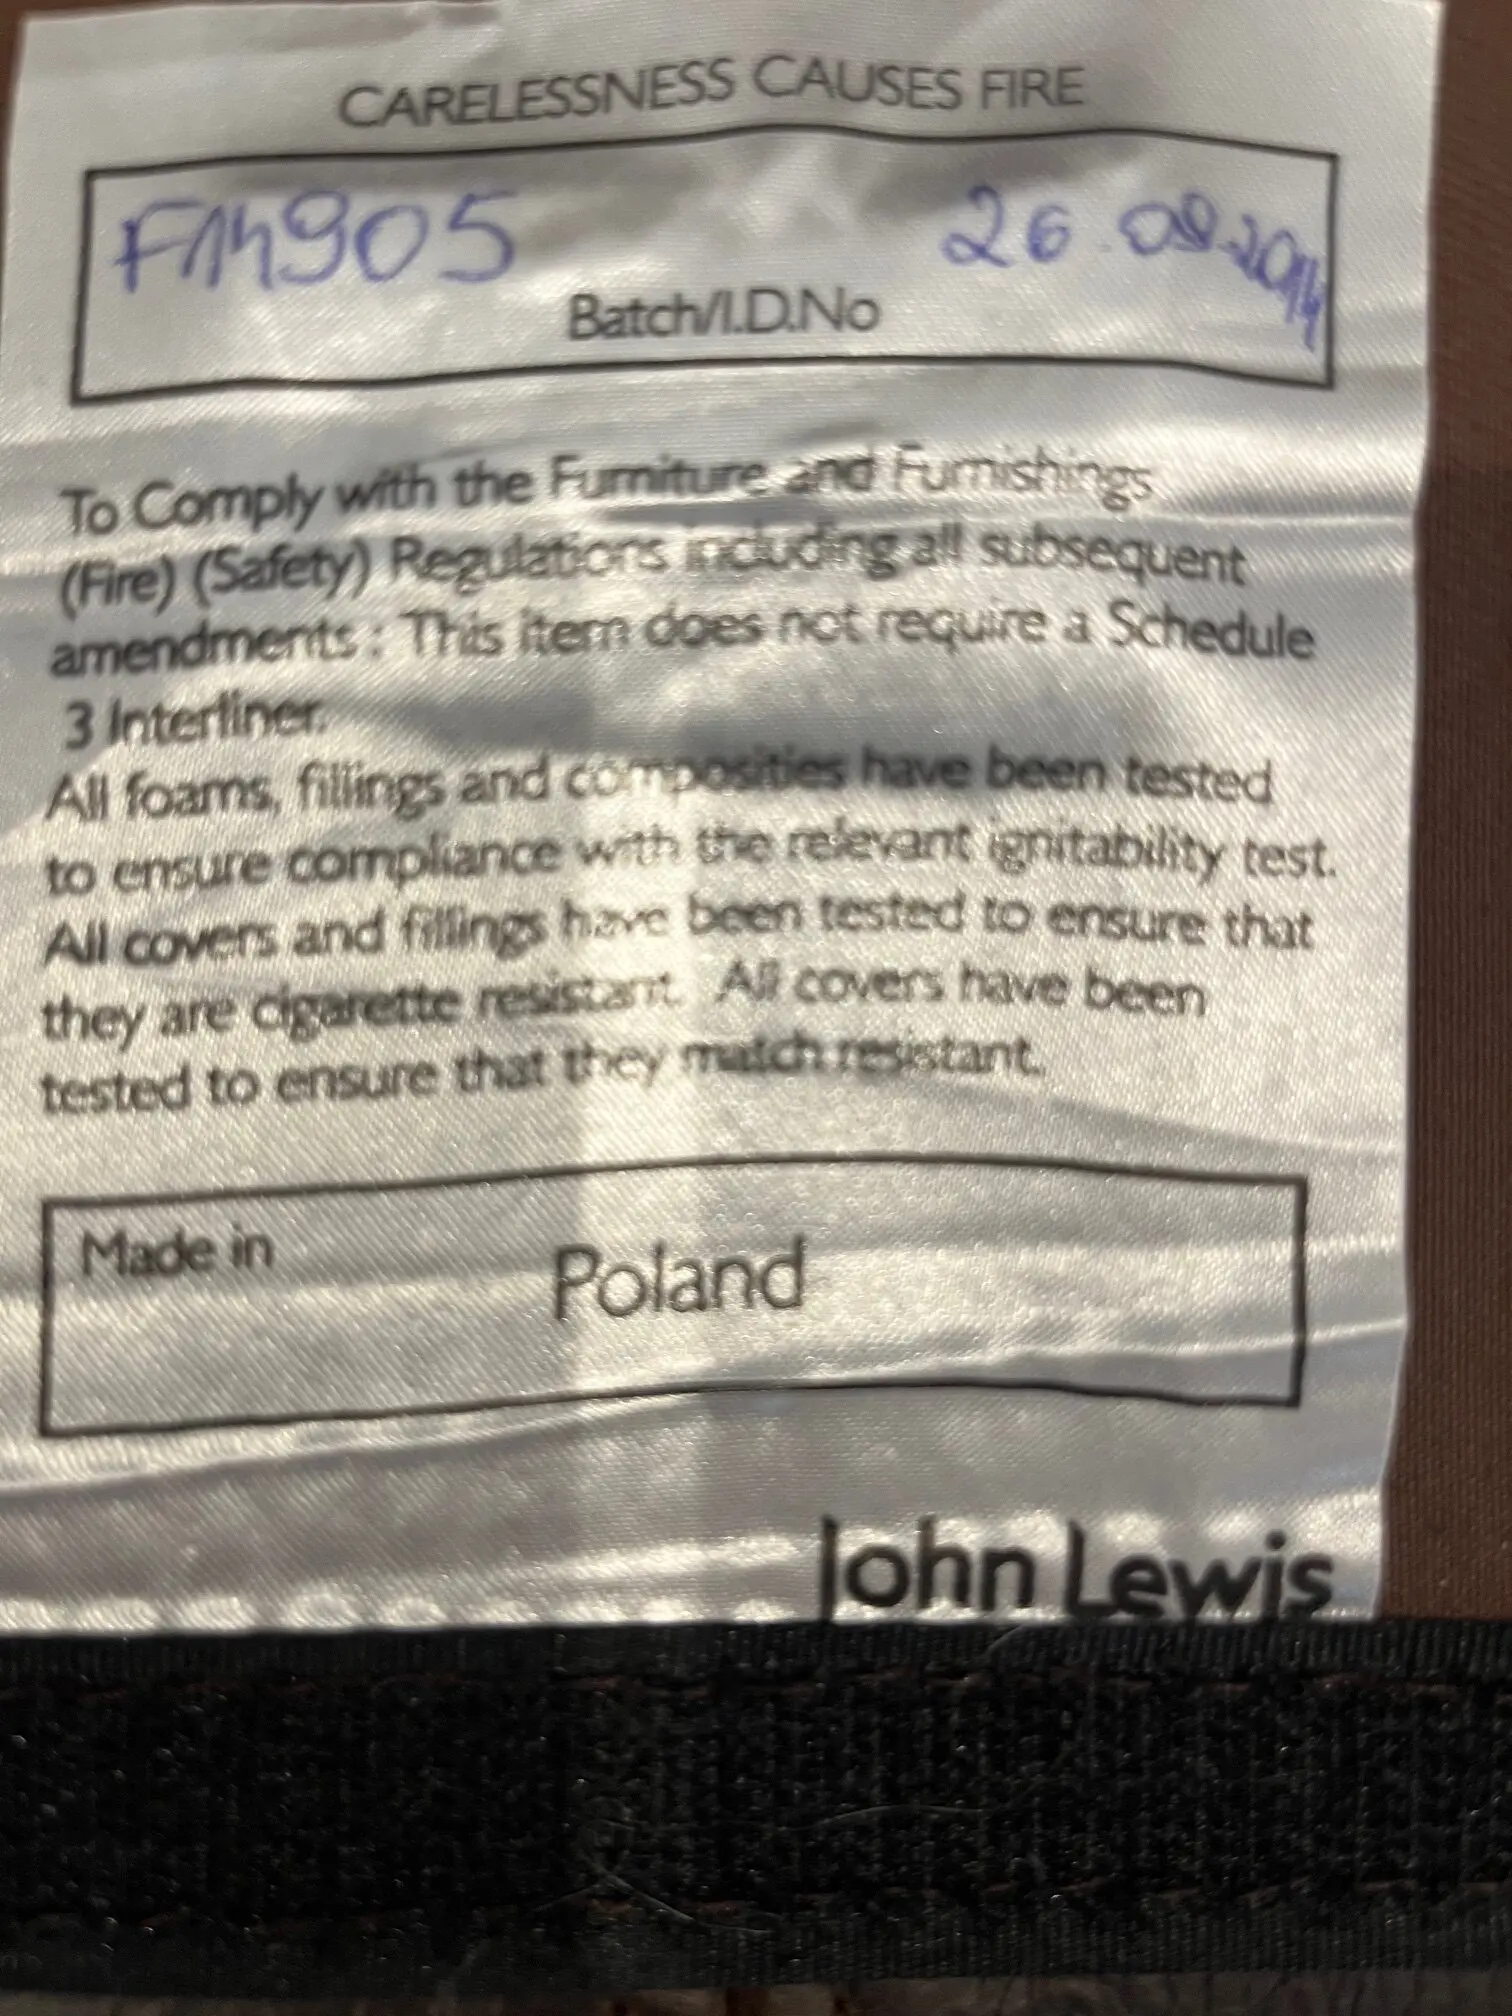 CARELESSNESS CAUSES FIRE
F14905 26.08.2014
Batch/I.D.No
To Comply with the Furniture and Furnishings
(Fire) (Safety) Regulations including all subsequent
amendments : This item does not require a Schedule
3 Interliner.
All foams, fillings and composities have been tested
to ensure compliance with the relevant ignitability test.
All covers and fillings have been tested to ensure that
they are cigarette resistant. All covers have been
tested to ensure that they match resistant.
Made in Poland
John Lewis